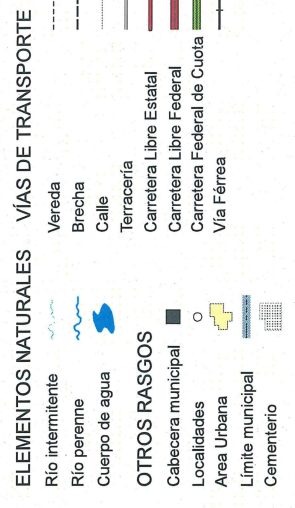 ELEMENTOS NATURALES
Río intermitente
Río perenne
Cuerpo de agua
OTROS RASGOS
Cabecera municipal
Localidades
Area Urbana
Límite municipal
Cementerio
VÍAS DE TRANSPORTE
Vereda
Brecha
Calle
Terracería
Carretera Libre Estatal
Carretera Libre Federal
Carretera Federal de Cuota
Vía Férrea